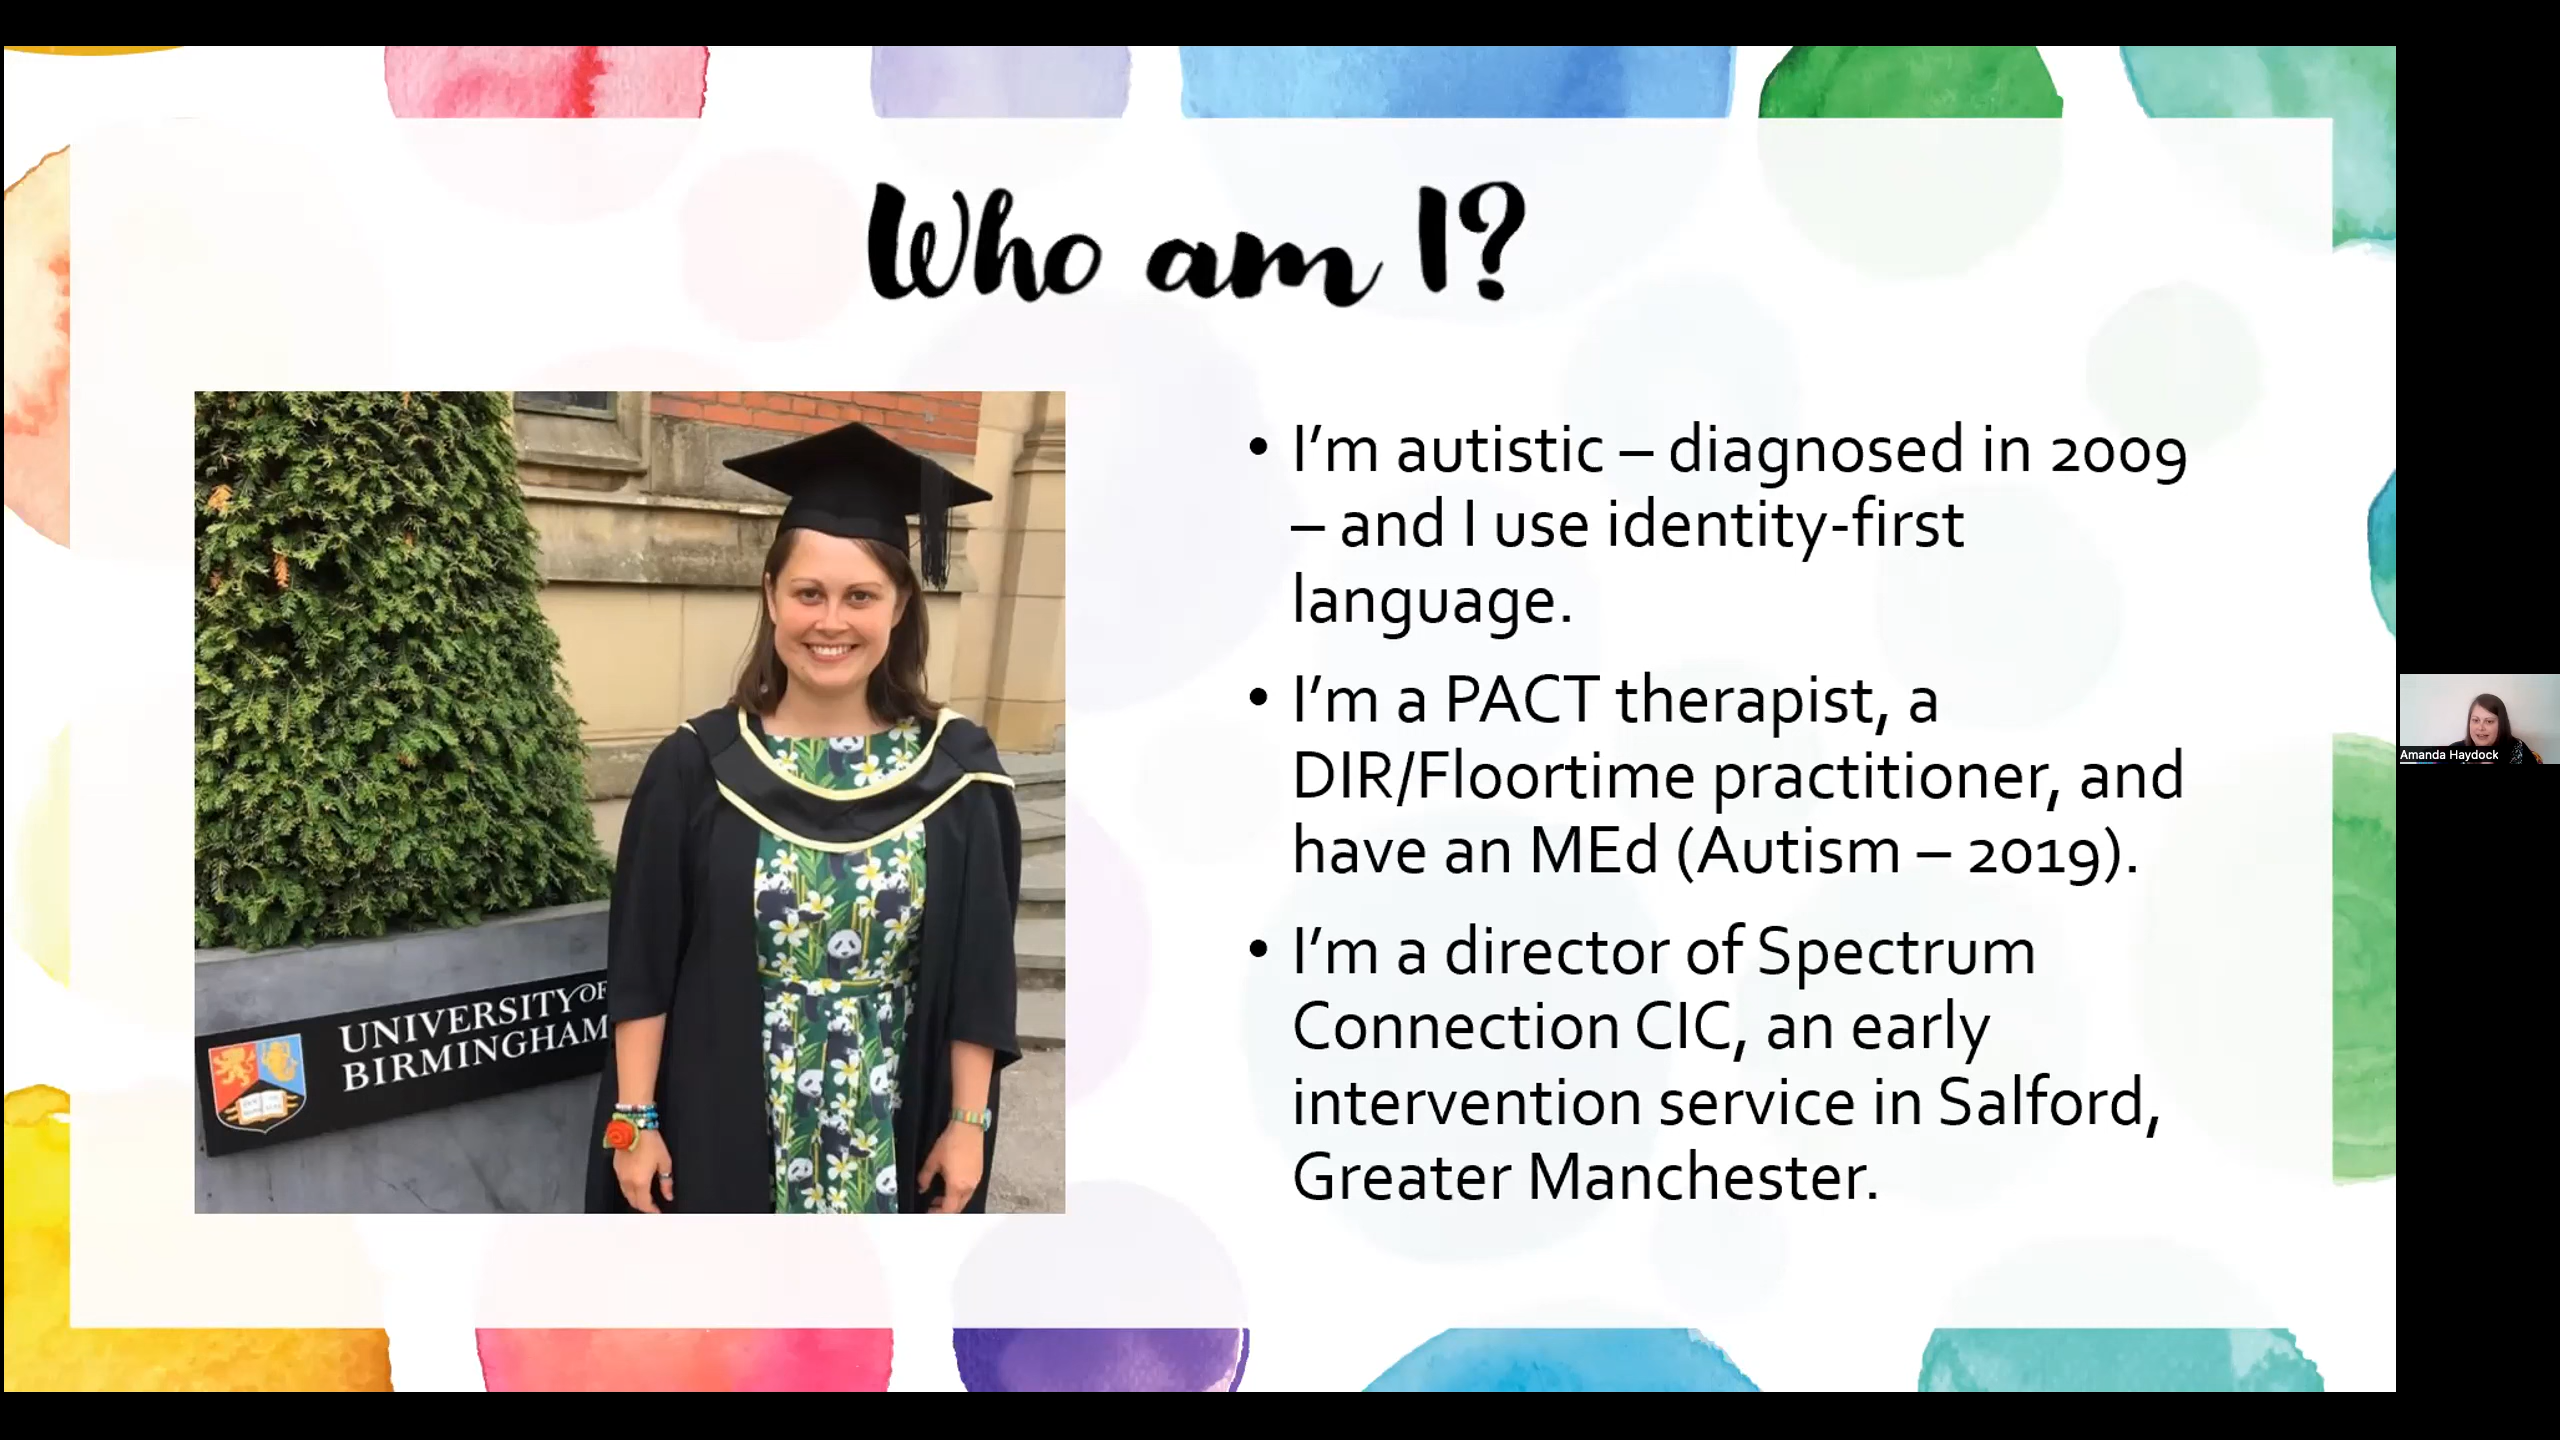 Who am I?
• I’m autistic – diagnosed in 2009
– and I use identity-first
language.
• I’m a PACT therapist, a
DIR/Floortime practitioner, and
have an MEd (Autism – 2019).
• I’m a director of Spectrum
Connection CIC, an early
intervention service in Salford,
Greater Manchester.
UNIVERSITY OF
BIRMINGHAM
Amanda Haydock